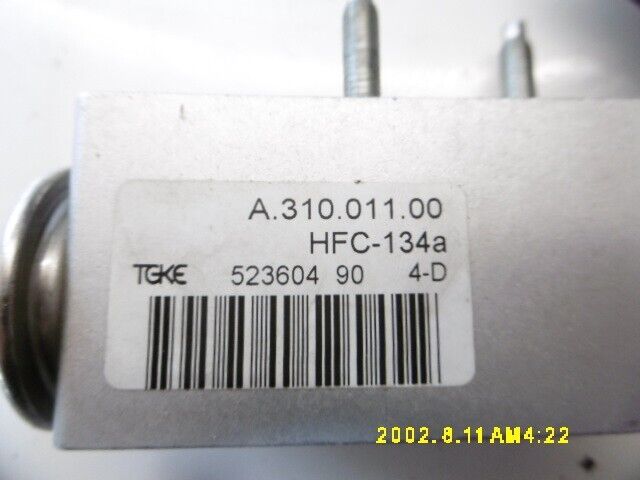 A.310.011.00
HFC-134a
TGKE 523604 90 4-D
2002.8.11 AM4:22